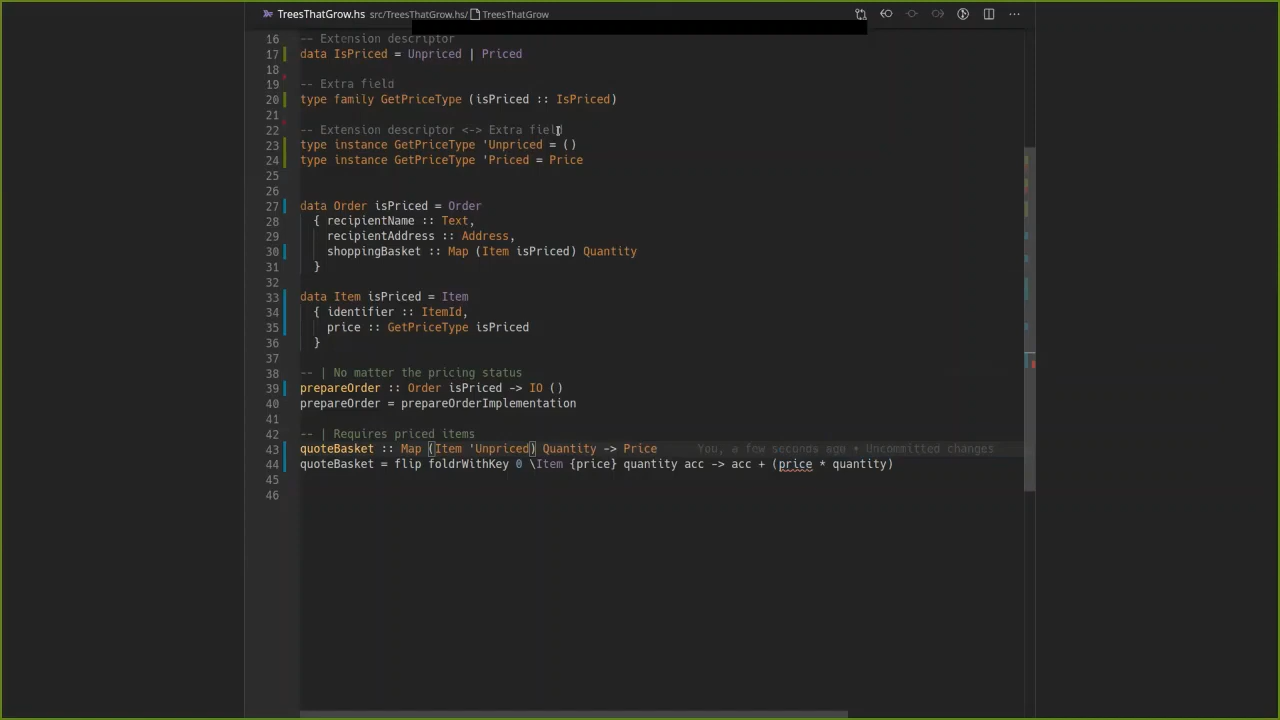 TreesThatGrow.hs src/TreesThatGrow.hs/ TreesThatGrow
16 -- Extension descriptor
17 data IsPriced = Unpriced | Priced
18
19 -- Extra field
20 type family GetPriceType (isPriced :: IsPriced)
21
22 -- Extension descriptor <-> Extra field
23 type instance GetPriceType 'Unpriced = ()
24 type instance GetPriceType 'Priced = Price
25
26
27 data Order isPriced = Order
28 { recipientName :: Text,
29 recipientAddress :: Address,
30 shoppingBasket :: Map (Item isPriced) Quantity
31 }
32
33 data Item isPriced = Item
34 { identifier :: ItemId,
35 price :: GetPriceType isPriced
36 }
37
38 -- | No matter the pricing status
39 prepareOrder :: Order isPriced -> IO ()
40 prepareOrder = prepareOrderImplementation
41
42 -- | Requires priced items
43 quoteBasket :: Map (Item 'Unpriced) Quantity -> Price You, a few seconds ago • Uncommitted changes
44 quoteBasket = flip foldrWithKey 0 \Item {price} quantity acc -> acc + (price * quantity)
45
46